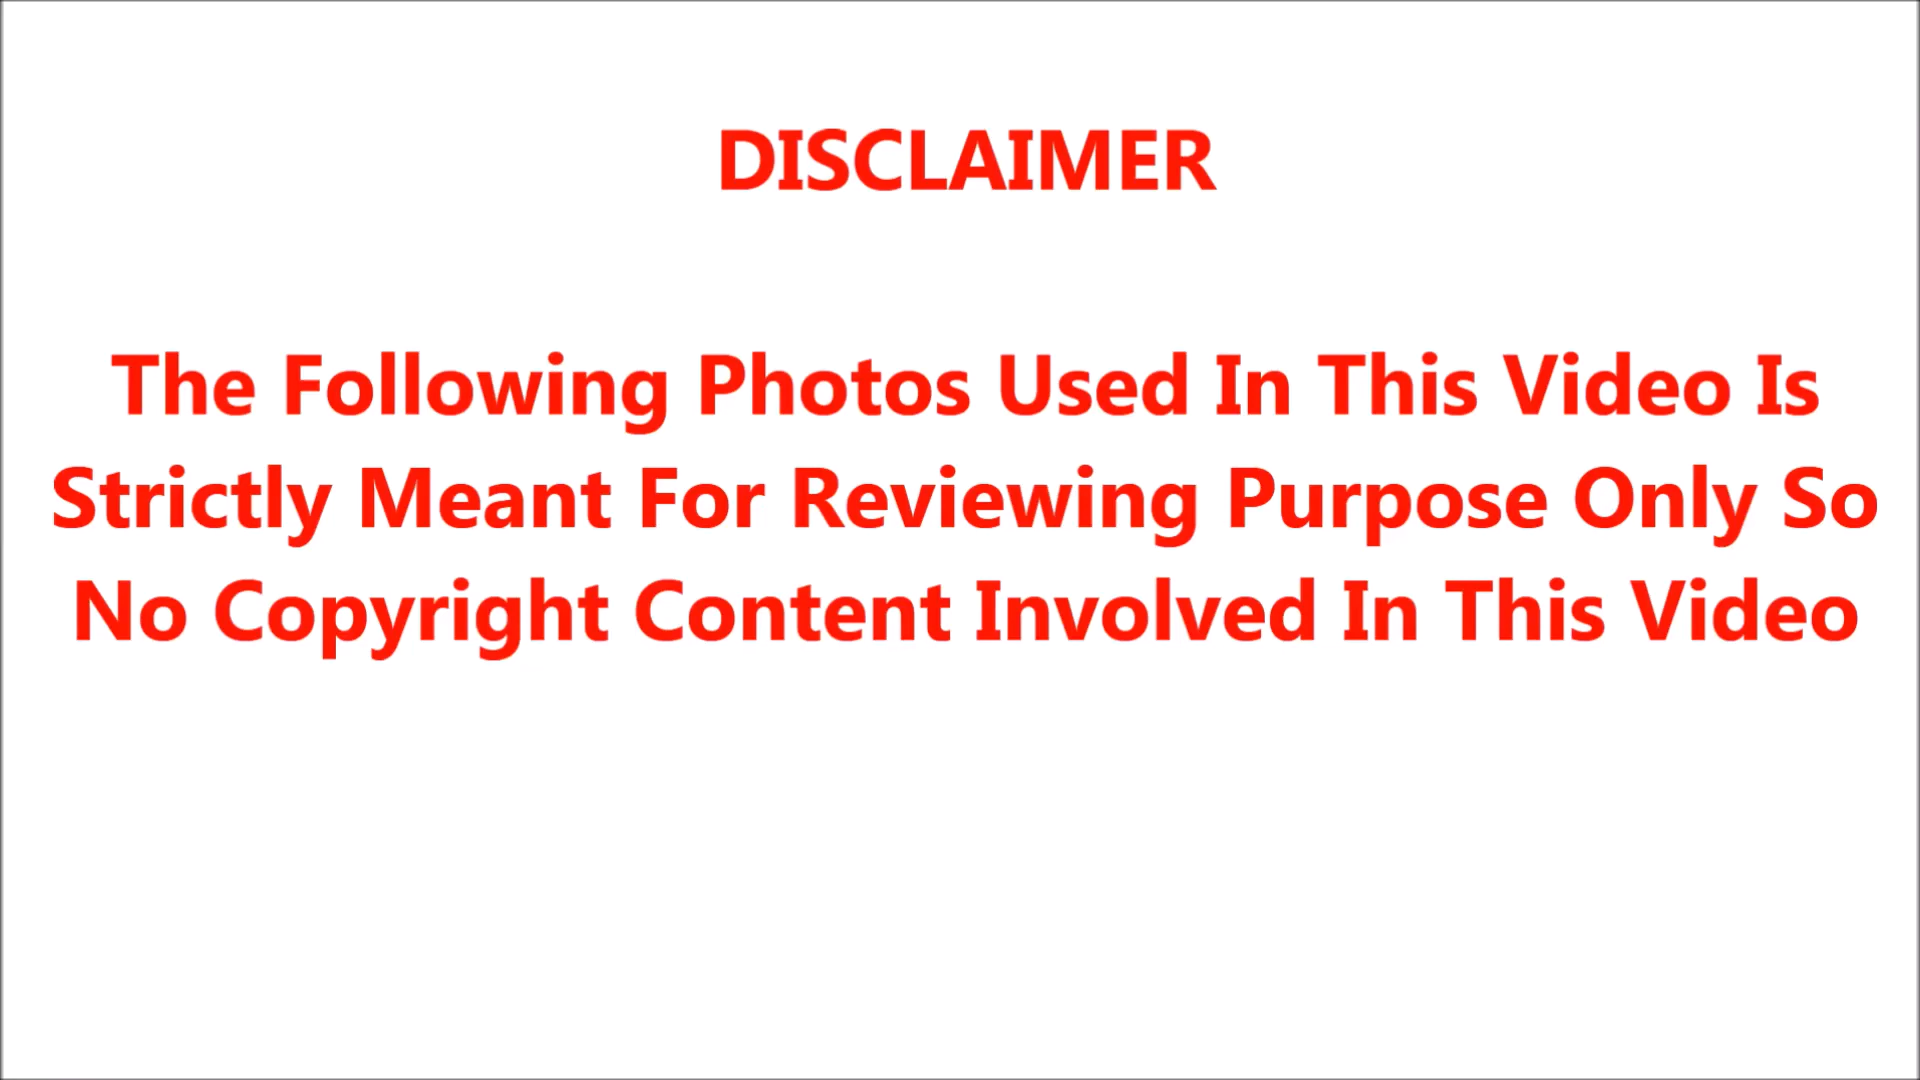 DISCLAIMER
The Following Photos Used In This Video Is
Strictly Meant For Reviewing Purpose Only So
No Copyright Content Involved In This Video